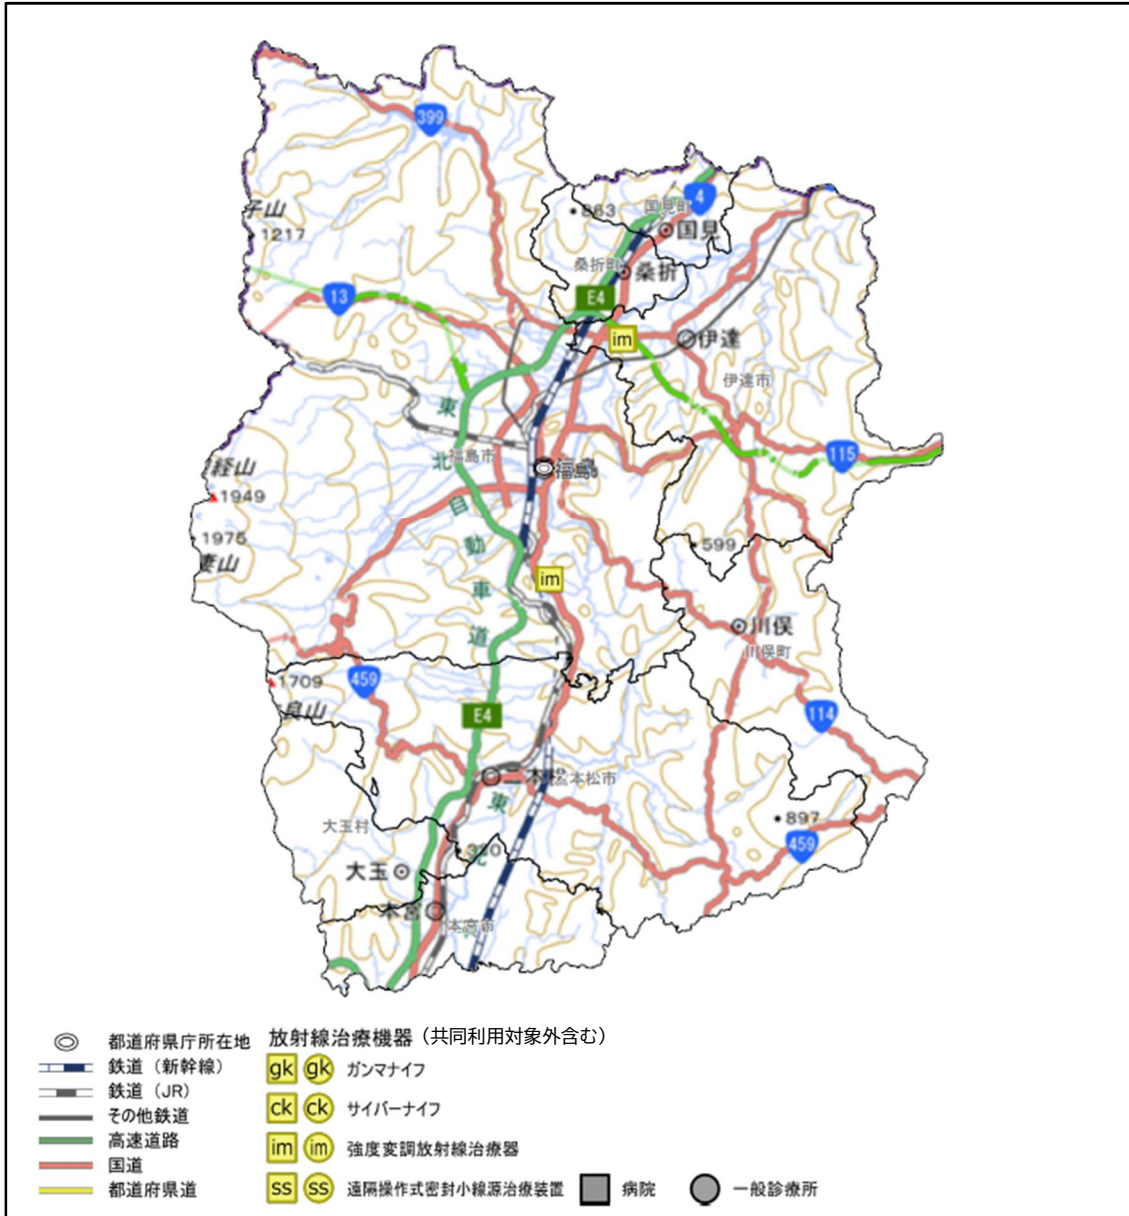 399
4
863
国見町
国見
子山
1217
桑折町
桑折
13
E4
im
伊達
伊達市
東
北
福島市
115
経山
1949
福島
自
1975
動
599
妻山
im
車
川俣
道
川俣町
1709
459
良山
E4
114
二本松
二本松市
東
897
大玉村
459
大玉
本宮
本宮市
都道府県庁所在地
鉄道（新幹線）
鉄道（JR）
その他鉄道
高速道路
国道
都道府県道
放射線治療機器（共同利用対象外含む）
gk gk ガンマナイフ
ck ck サイバーナイフ
im im 強度変調放射線治療器
ss ss 遠隔操作式密封小線源治療装置 病院 一般診療所